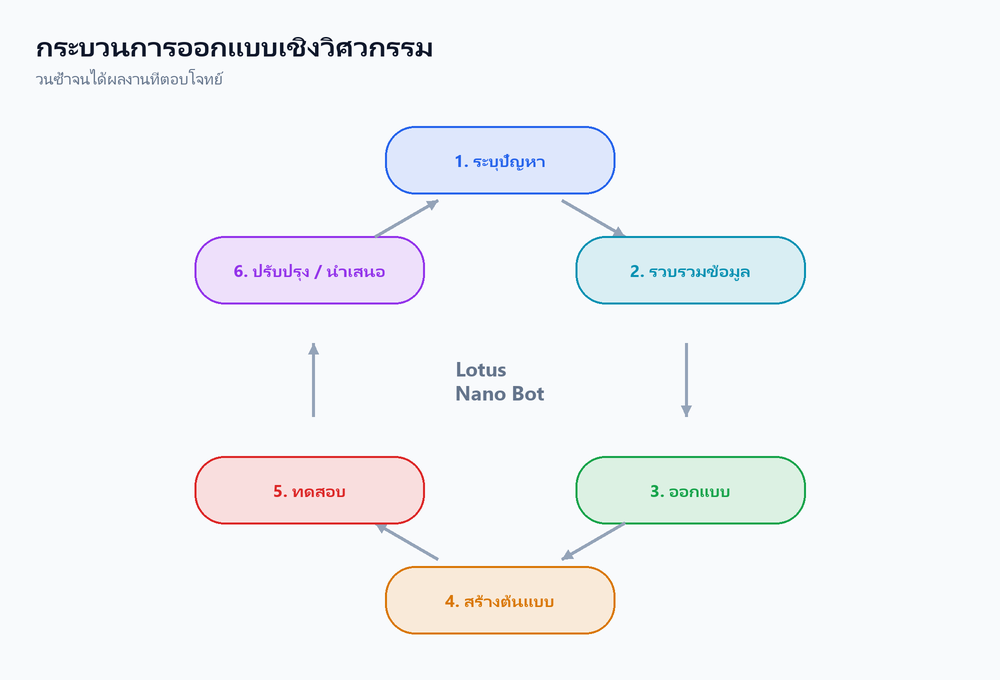 กระบวนการออกแบบเชิงวิศวกรรม
วนซ้ำจนได้ผลงานที่ตอบโจทย์
1. ระบุปัญหา
6. ปรับปรุง / นำเสนอ
2. รวบรวมข้อมูล
Lotus
Nano Bot
5. ทดสอบ
3. ออกแบบ
4. สร้างต้นแบบ